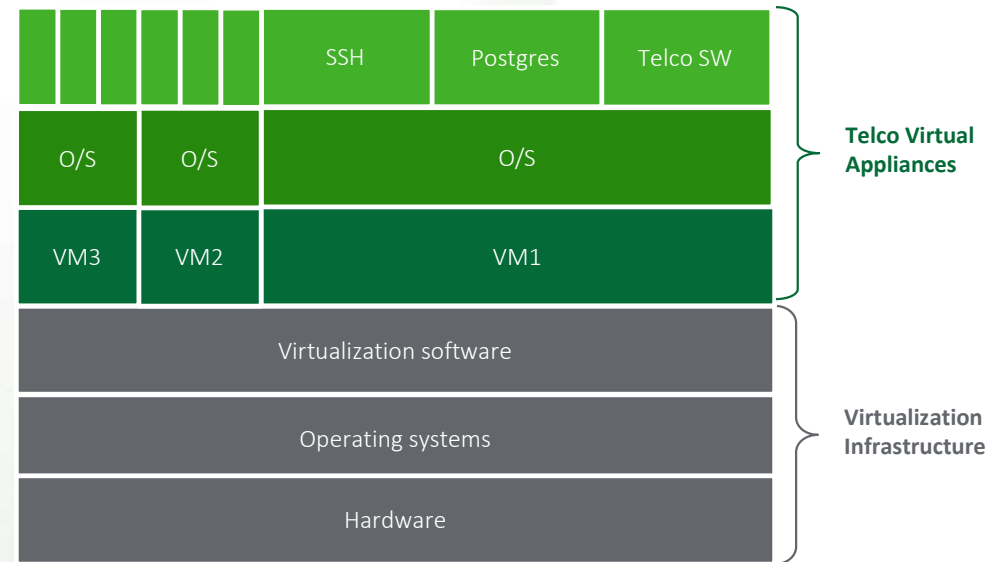 SSH
Postgres
Telco SW
O/S
O/S
O/S
Telco Virtual
Appliances
VM3
VM2
VM1
Virtualization software
Operating systems
Virtualization
Infrastructure
Hardware